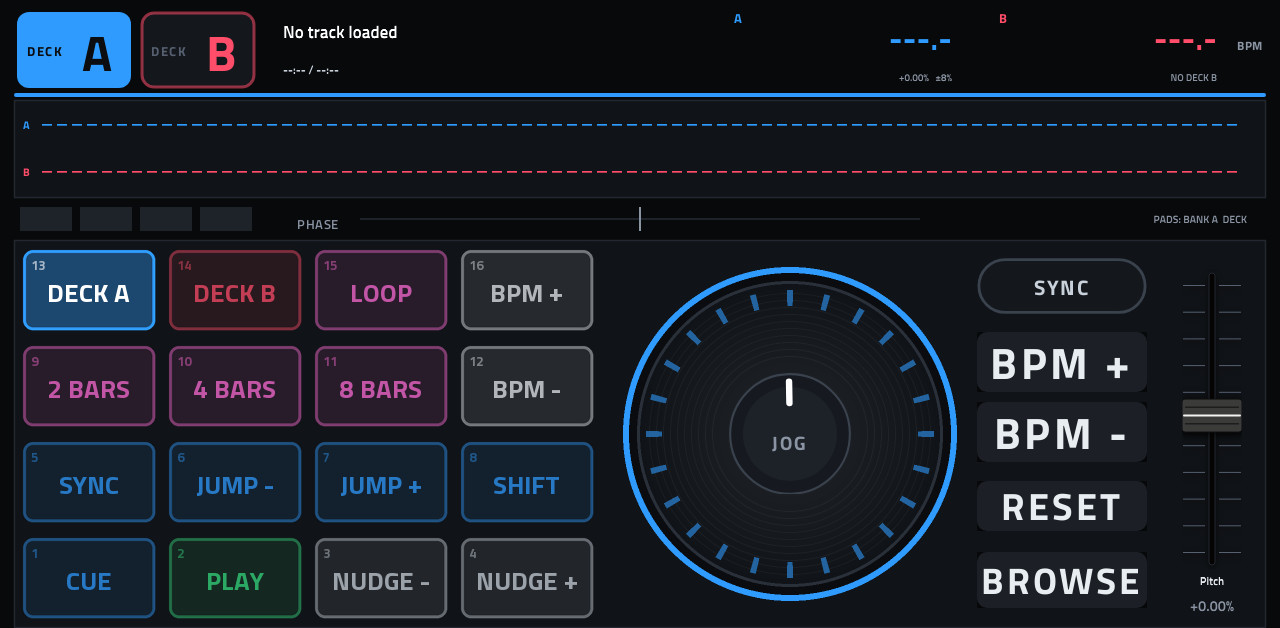 DECK A
DECK B
No track loaded
--:-- / --:--
A
---.-
+0.00% ±8%
B
---.-
NO DECK B
BPM
A
B
PHASE
PADS: BANK A DECK
13
DECK A
14
DECK B
15
LOOP
16
BPM +
9
2 BARS
10
4 BARS
11
8 BARS
12
BPM -
5
SYNC
6
JUMP -
7
JUMP +
8
SHIFT
1
CUE
2
PLAY
3
NUDGE -
4
NUDGE +
JOG
SYNC
BPM +
BPM -
RESET
BROWSE
Pitch
+0.00%